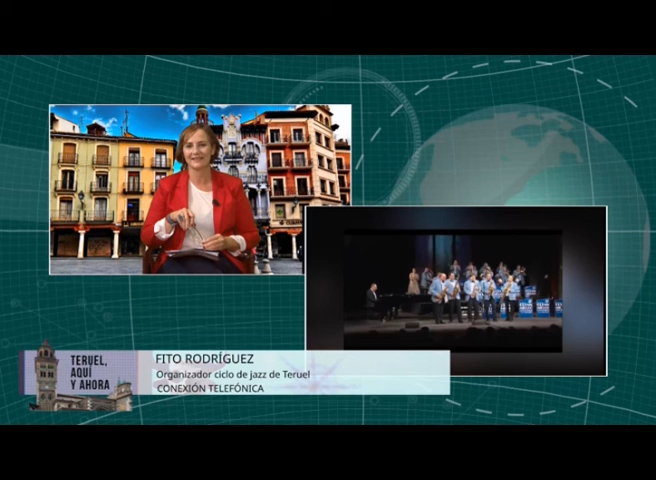 TERUEL,
AQUÍ
Y AHORA
FITO RODRÍGUEZ
Organizador ciclo de jazz de Teruel
CONEXIÓN TELEFÓNICA